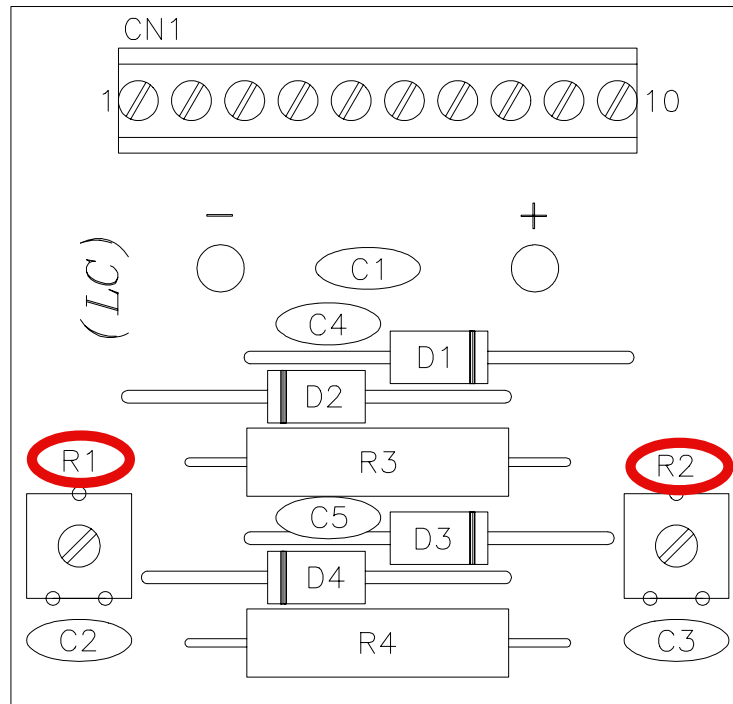 CN1
1 10
- +
(LC)
C1
C4
D1
D2
R1 R3 R2
C5
D3
D4
C2 R4 C3